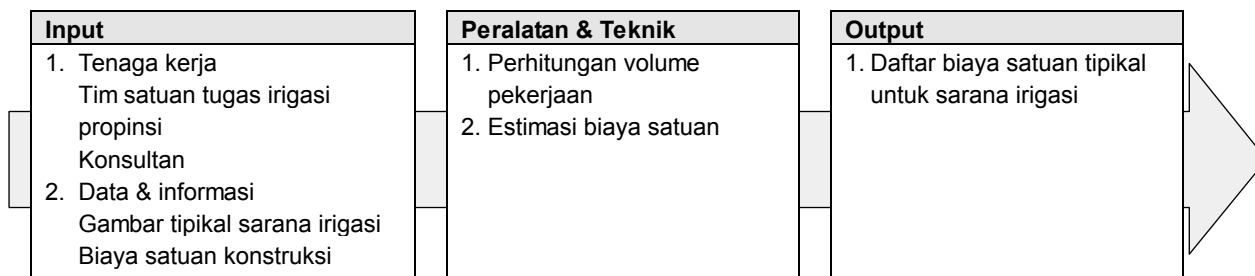 Input
1. Tenaga kerja
Tim satuan tugas irigasi
propinsi
Konsultan
2. Data & informasi
Gambar tipikal sarana irigasi
Biaya satuan konstruksi
Peralatan & Teknik
1. Perhitungan volume
pekerjaan
2. Estimasi biaya satuan
Output
1. Daftar biaya satuan tipikal
untuk sarana irigasi